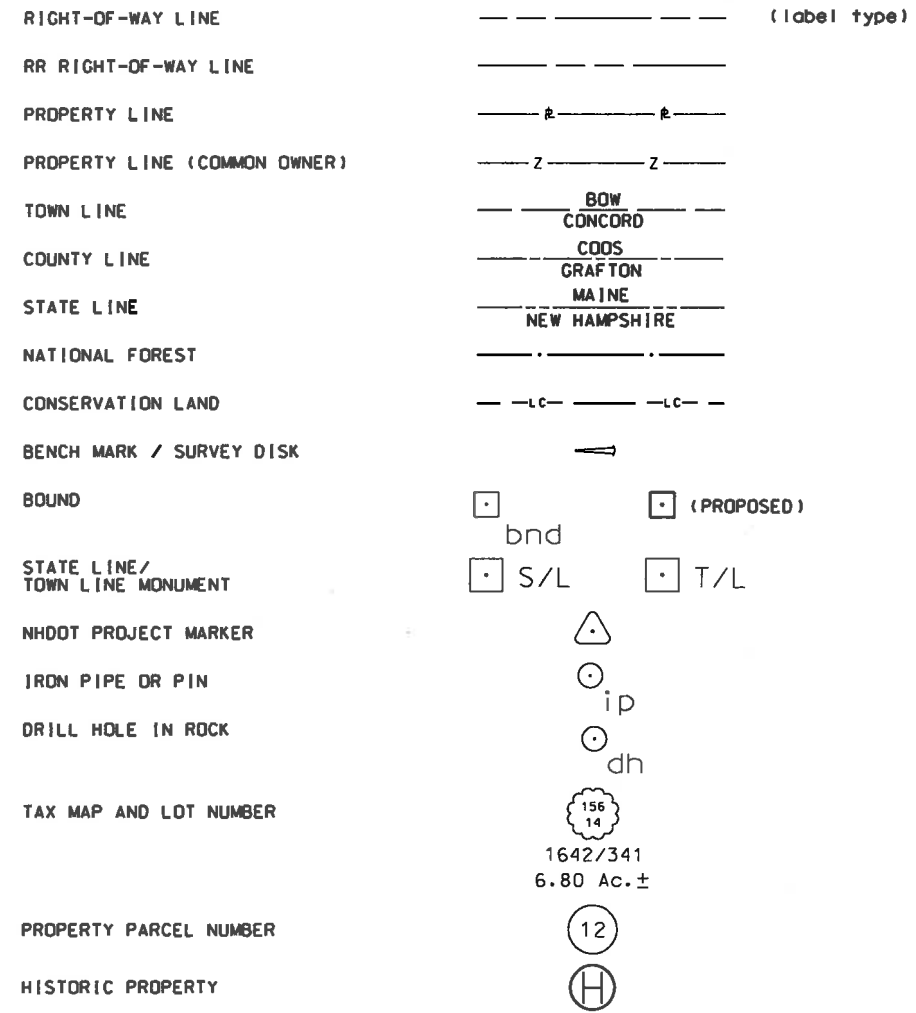 RIGHT-OF-WAY LINE (label type)
RR RIGHT-OF-WAY LINE
PROPERTY LINE PL PL
PROPERTY LINE (COMMON OWNER) Z Z
TOWN LINE BOW
CONCORD
COUNTY LINE COOS
GRAFTON
STATE LINE MAINE
NEW HAMPSHIRE
NATIONAL FOREST
CONSERVATION LAND LC LC
BENCH MARK / SURVEY DISK
BOUND (PROPOSED)
bnd
STATE LINE/
TOWN LINE MONUMENT S/L T/L
NHDOT PROJECT MARKER
IRON PIPE OR PIN
ip
DRILL HOLE IN ROCK
dh
TAX MAP AND LOT NUMBER 156
14
1642/341
6.80 Ac.±
PROPERTY PARCEL NUMBER 12
HISTORIC PROPERTY H